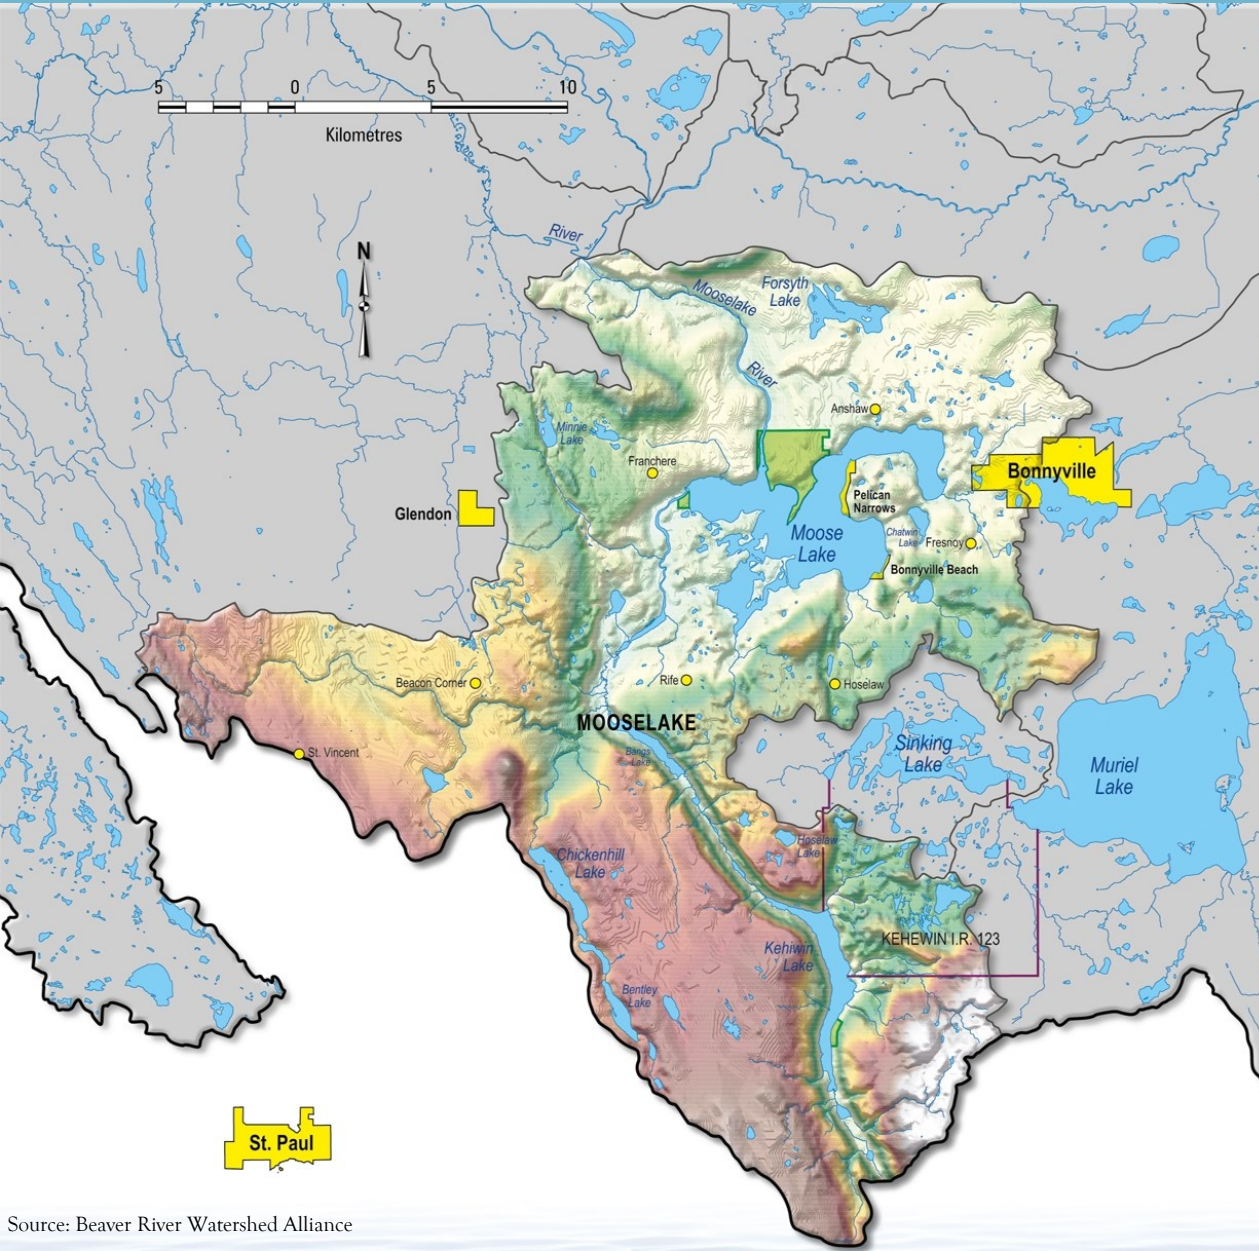 5 0 5 10
Kilometres
N
River
Mooselake
River
Forsyth
Lake
Anshaw
Minnie
Lake
Franchere
Bonnyville
Pelican
Narrows
Glendon
Moose
Lake
Chatwin
Lake
Fresnoy
Bonnyville Beach
Beacon Corner
Rife
Hoselaw
MOOSELAKE
St. Vincent
Bangs
Lake
Sinking
Lake
Muriel
Lake
Hoselaw
Lake
Chickenhill
Lake
KEHEWIN I.R. 123
Kehiwin
Lake
Bentley
Lake
St. Paul
Source: Beaver River Watershed Alliance